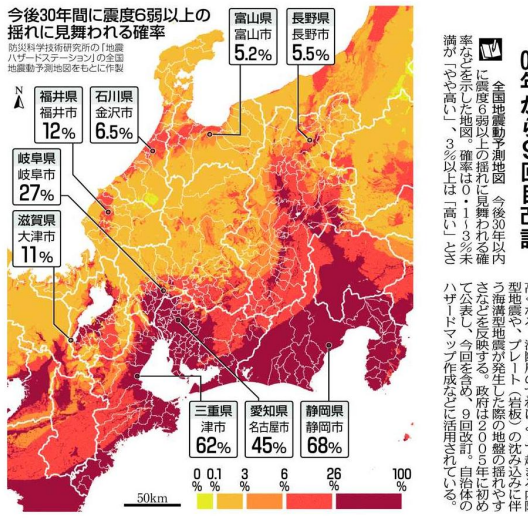 今後30年間に震度6弱以上の
揺れに見舞われる確率
防災科学技術研究所の「地震
ハザードステーション」の全国
地震動予測地図をもとに作製
N
富山県
富山市
5.2%
長野県
長野市
5.5%
福井県
福井市
12%
石川県
金沢市
6.5%
岐阜県
岐阜市
27%
滋賀県
大津市
11%
三重県
津市
62%
愛知県
名古屋市
45%
静岡県
静岡市
68%
50km
0%
0.1%
3%
6%
26%
100%
全国地震動予測地図 今後30年以内
に震度6弱以上の揺れに見舞われる確
率などを示した地図。確率は0・1~3%未
満が「やや高い」、3%以上は「高い」とさ
型地震や、プレート(岩板)の沈み込みに伴
う海溝型地震が発生した際の地盤の揺れやす
さなどを反映する。政府は2005年に初め
て公表し、今回を含め、9回改訂。自治体の
ハザードマップ作成などに活用されている。